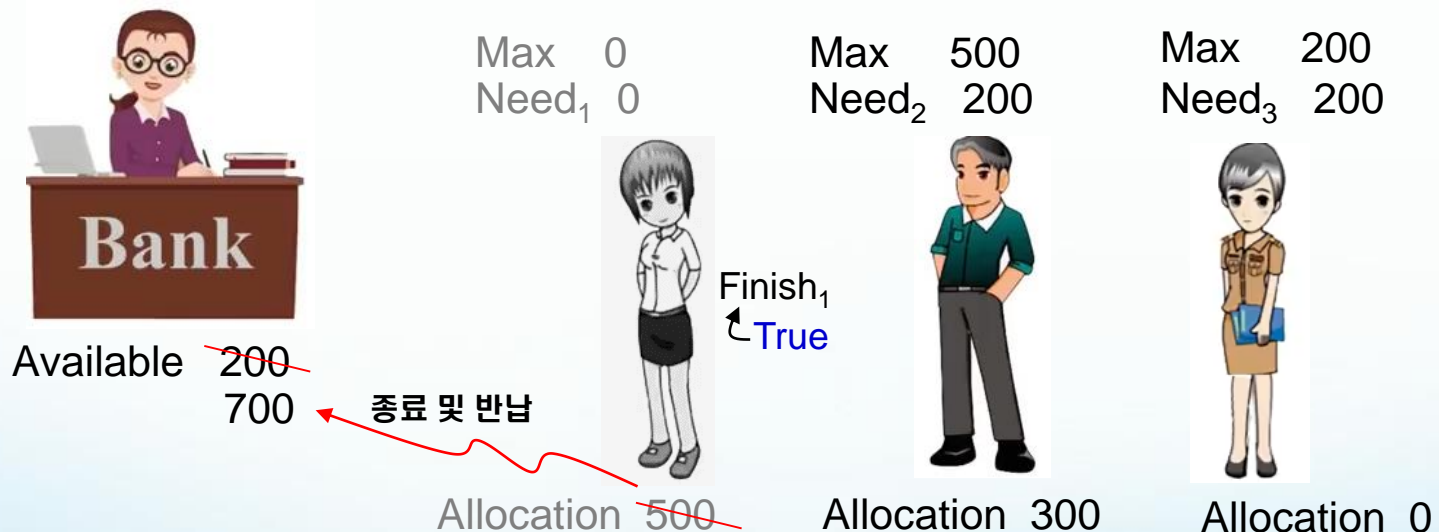 Max 0
Need₁ 0
Max 500
Need₂ 200
Max 200
Need₃ 200
Bank
Finish₁
True
Available 200
700
종료 및 반납
Allocation 500
Allocation 300
Allocation 0